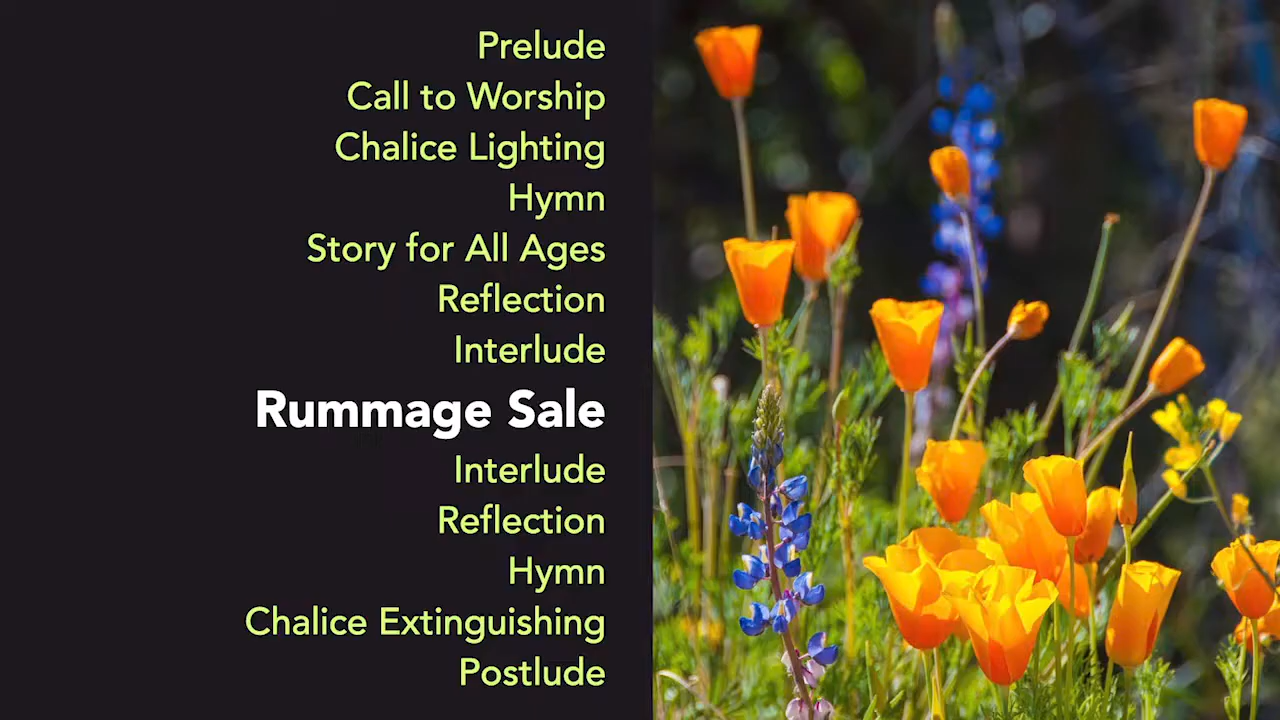 Prelude
Call to Worship
Chalice Lighting
Hymn
Story for All Ages
Reflection
Interlude
Rummage Sale
Interlude
Reflection
Hymn
Chalice Extinguishing
Postlude